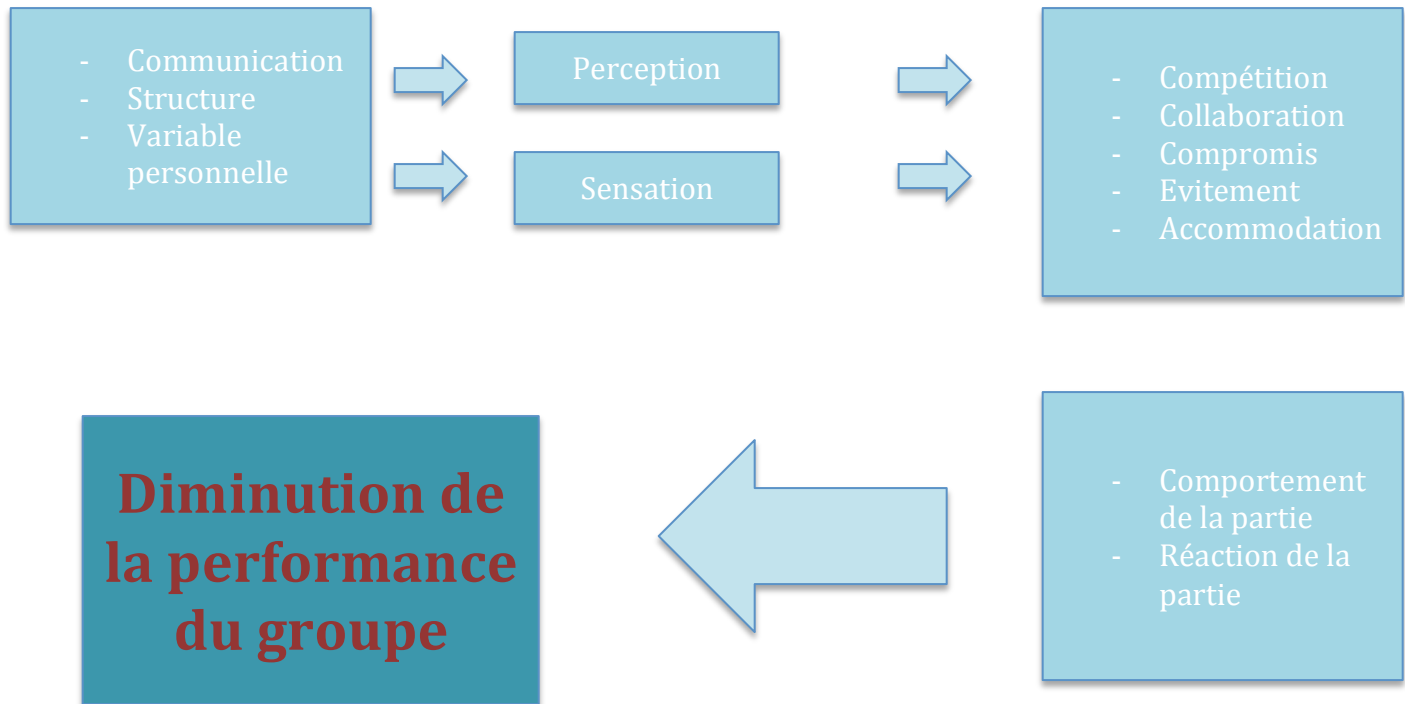 - Communication
- Structure
- Variable
personnelle
Perception
Sensation
- Compétition
- Collaboration
- Compromis
- Evitement
- Accommodation
Diminution de
la performance
du groupe
- Comportement
de la partie
- Réaction de la
partie